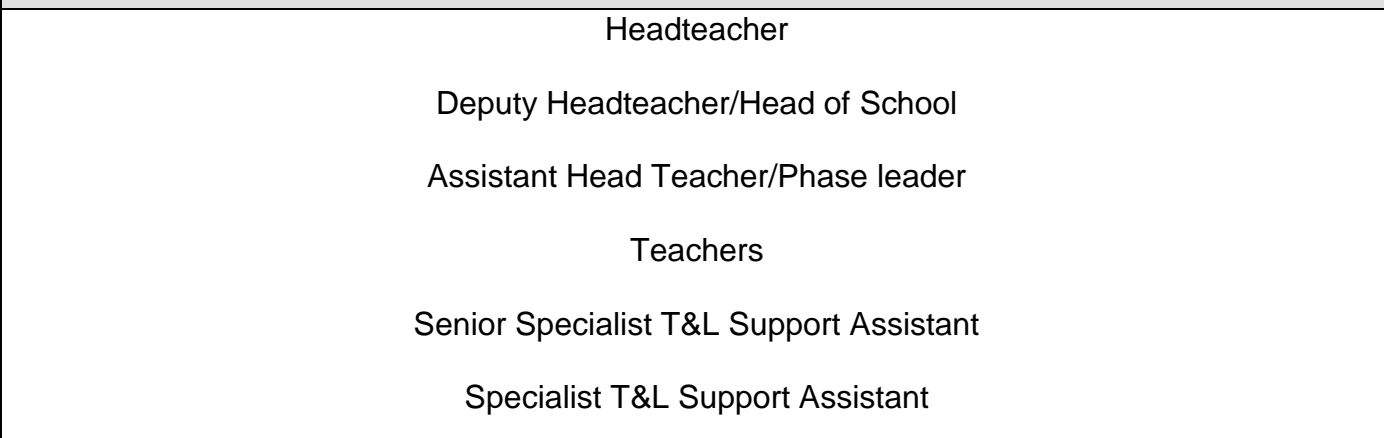 Headteacher
Deputy Headteacher/Head of School
Assistant Head Teacher/Phase leader
Teachers
Senior Specialist T&L Support Assistant
Specialist T&L Support Assistant